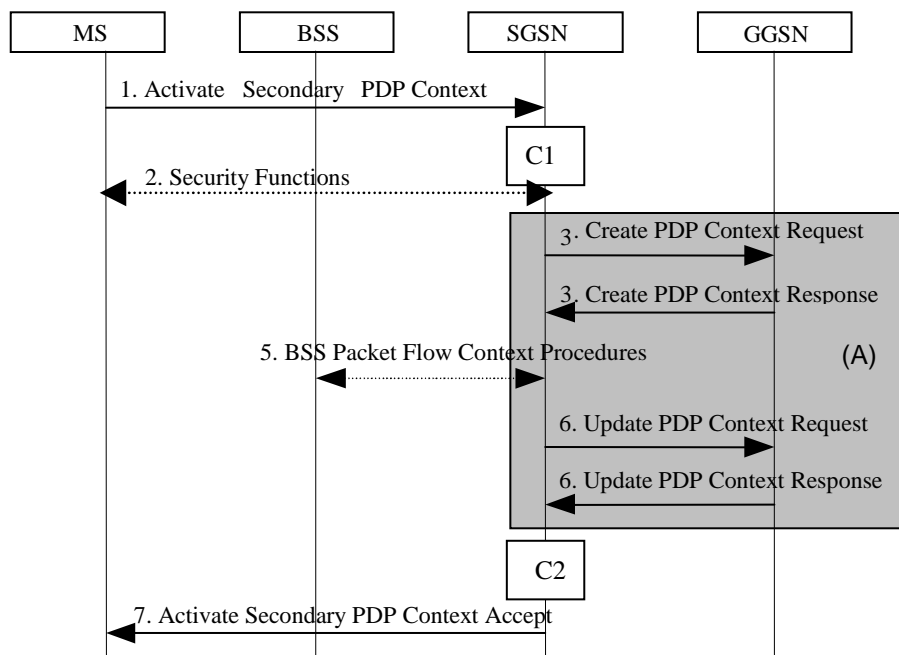 MS BSS SGSN GGSN
1. Activate Secondary PDP Context
C1
2. Security Functions
3. Create PDP Context Request
3. Create PDP Context Response
5. BSS Packet Flow Context Procedures
(A)
6. Update PDP Context Request
6. Update PDP Context Response
C2
7. Activate Secondary PDP Context Accept